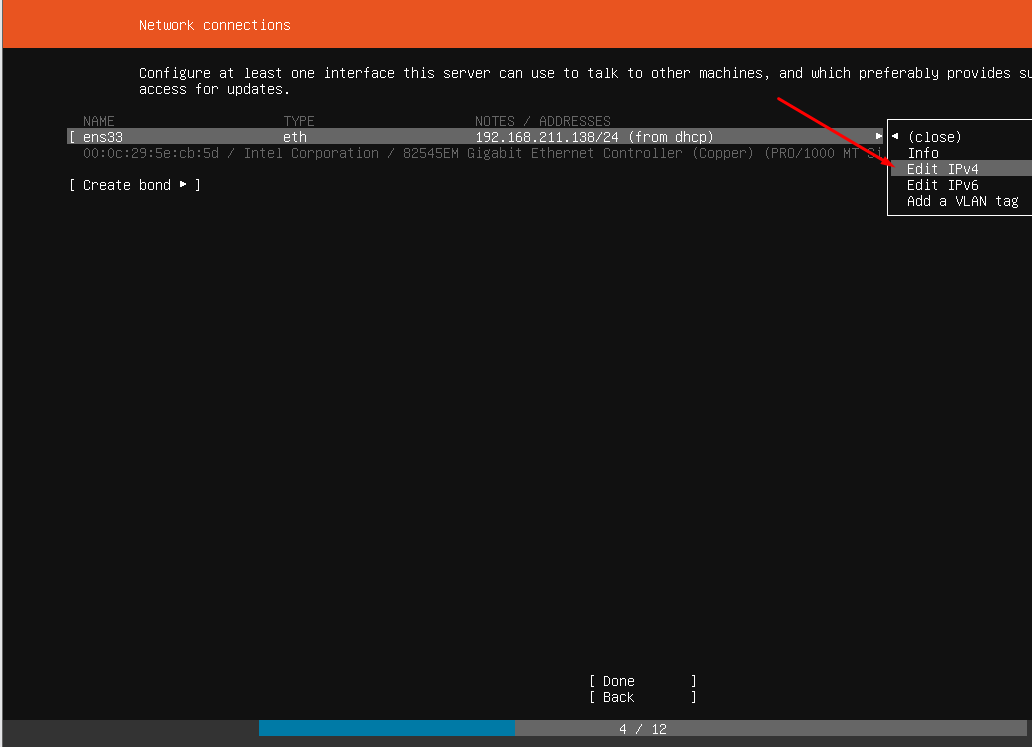 Network connections
Configure at least one interface this server can use to talk to other machines, and which preferably provides su
access for updates.
NAME TYPE NOTES / ADDRESSES
[ ens33 eth 192.168.211.138/24 (from dhcp) ▸
00:0c:29:5e:cb:5d / Intel Corporation / 82545EM Gigabit Ethernet Controller (Copper) (PRO/1000 MT Si
◂ (close)
Info
Edit IPv4
Edit IPv6
Add a VLAN tag
[ Create bond ▸ ]
[ Done ]
[ Back ]
4 / 12